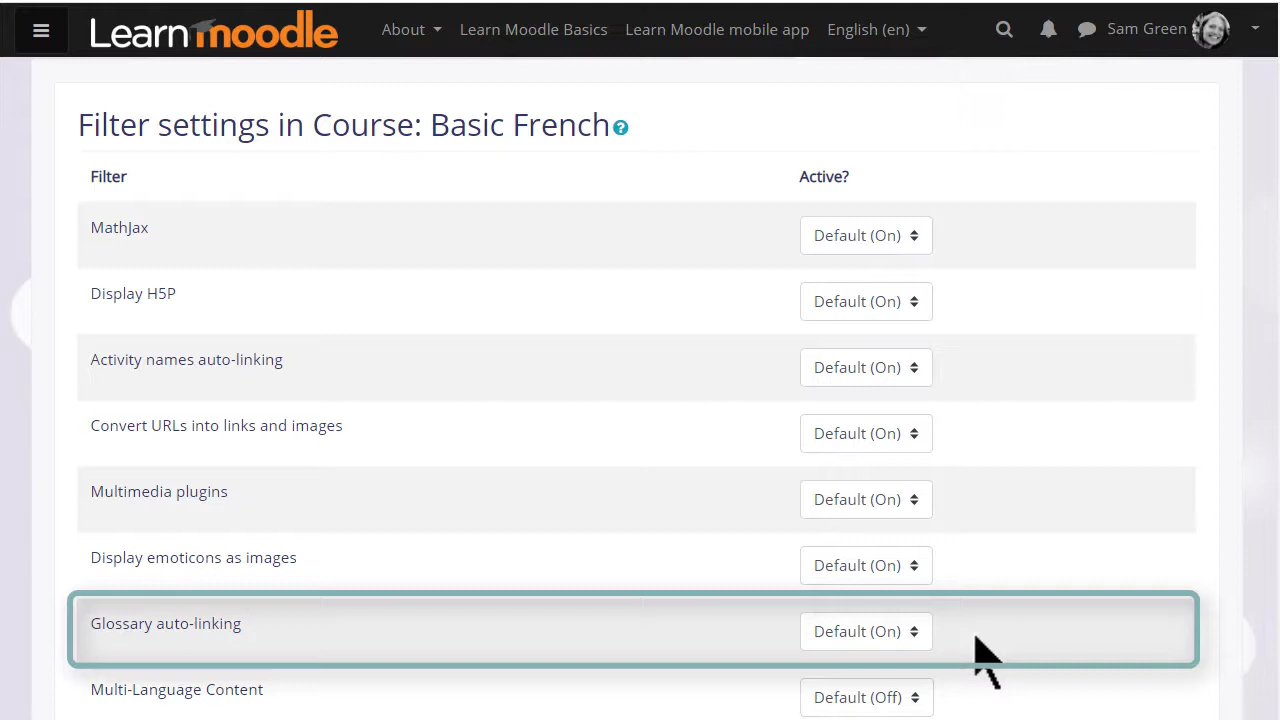 Learn moodle About Learn Moodle Basics Learn Moodle mobile app English (en) Sam Green
Filter settings in Course: Basic French
Filter Active?
MathJax Default (On)
Display H5P Default (On)
Activity names auto-linking Default (On)
Convert URLs into links and images Default (On)
Multimedia plugins Default (On)
Display emoticons as images Default (On)
Glossary auto-linking Default (On)
Multi-Language Content Default (Off)